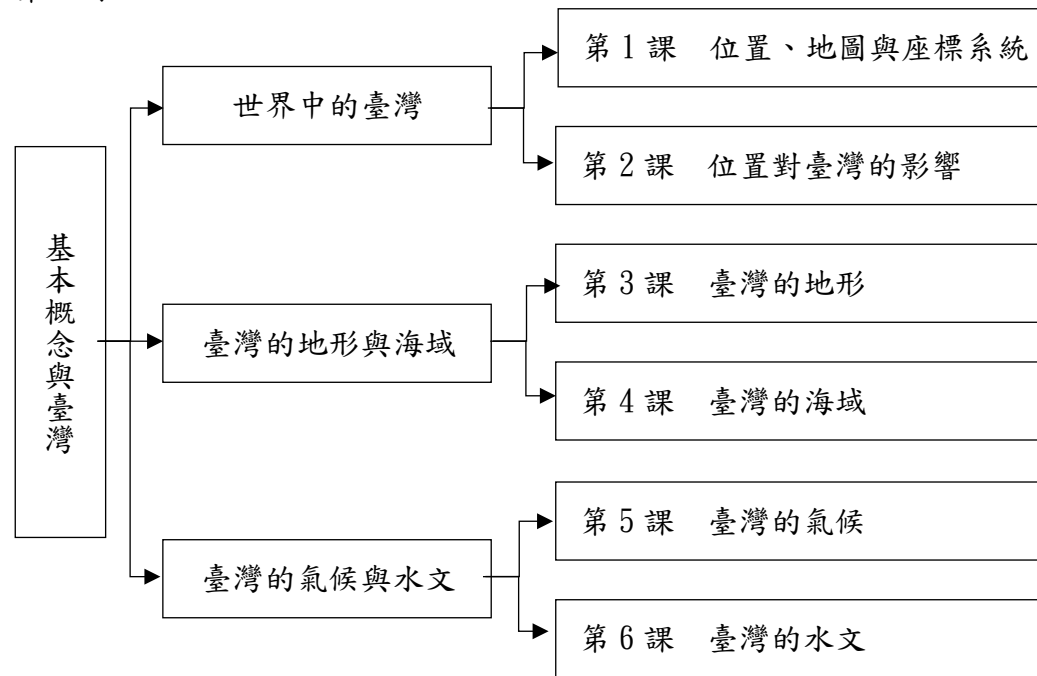 基本概念與臺灣
世界中的臺灣
第1課　位置、地圖與座標系統
第2課　位置對臺灣的影響
臺灣的地形與海域
第3課　臺灣的地形
第4課　臺灣的海域
臺灣的氣候與水文
第5課　臺灣的氣候
第6課　臺灣的水文